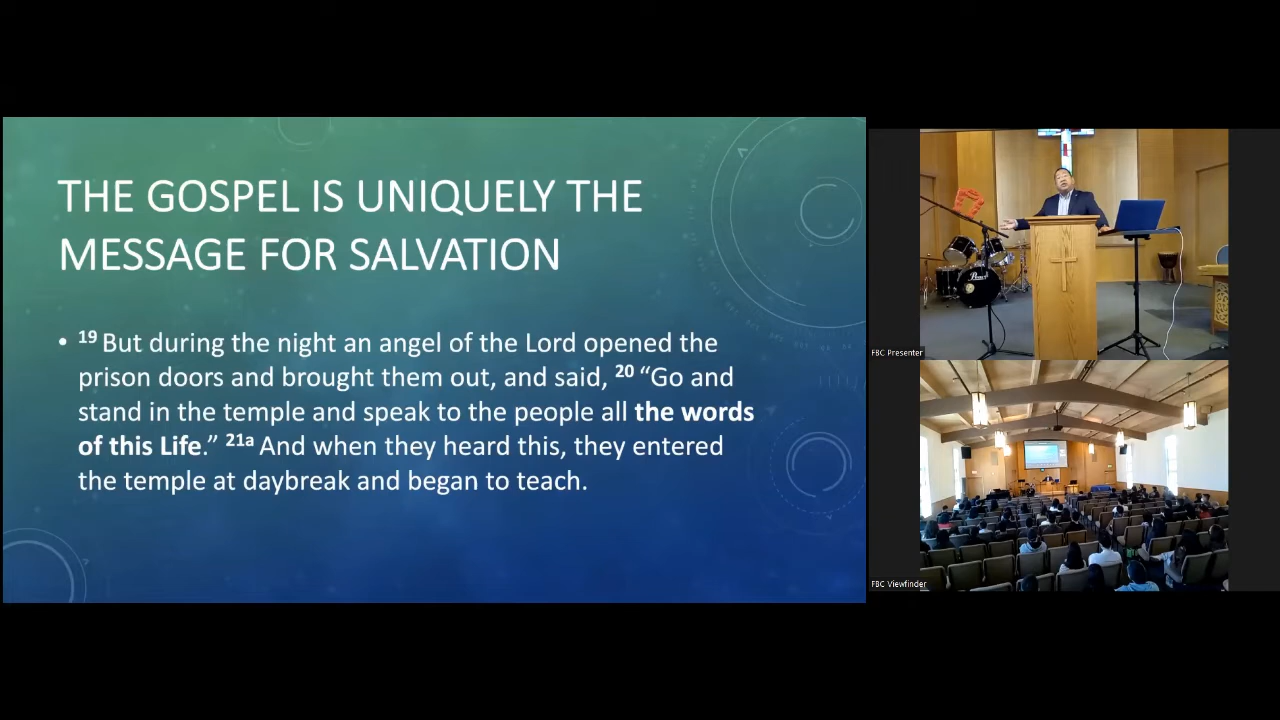 THE GOSPEL IS UNIQUELY THE
MESSAGE FOR SALVATION
• 19 But during the night an angel of the Lord opened the
prison doors and brought them out, and said, 20 “Go and
stand in the temple and speak to the people all the words
of this Life.” 21a And when they heard this, they entered
the temple at daybreak and began to teach.
Pearl
FBC Presenter
FBC Viewfinder